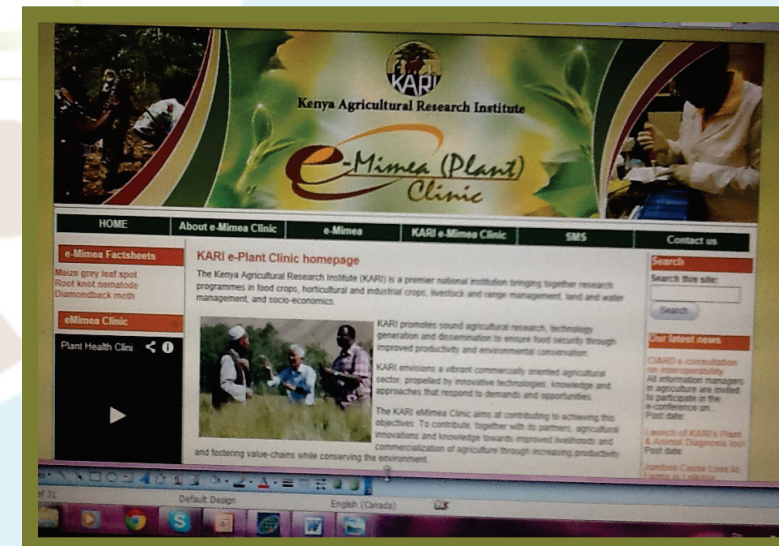 KARI
Kenya Agricultural Research Institute
e-Mimea (Plant)
Clinic
HOME
About e-Mimea Clinic
e-Mimea
KARI e-Mimea Clinic
SMS
Contact us
e-Mimea Factsheets
Maize grey leaf spot
Root knot nematode
Diamondback moth
eMimea Clinic
Plant Health Clini
KARI e-Plant Clinic homepage
The Kenya Agricultural Research Institute (KARI) is a premier national institution bringing together research
programmes in food crops, horticultural and industrial crops, livestock and range management, land and water
management, and socio-economics.
KARI promotes sound agricultural research, technology
generation and dissemination to ensure food security through
improved productivity and environmental conservation.
KARI envisions a vibrant commercially oriented agricultural
sector, propelled by innovative technologies, knowledge and
approaches that respond to demands and opportunities.
The KARI eMimea Clinic aims at contributing to achieving this
objectives. To contribute, together with its partners, agricultural
innovations and knowledge towards improved livelihoods and
commercialization of agriculture through increasing productivity
and fostering value-chains while conserving the environment.
Search
Search this site:
Search
Our latest news
CIARD e-consultation
on interoperability
All information managers
in agriculture are invited
to participate in the
e-conference on
Post date:
Launch of KARI's Plant
& Animal Diagnosis tool
Post date:
of 31
Default Design
English (Canada)